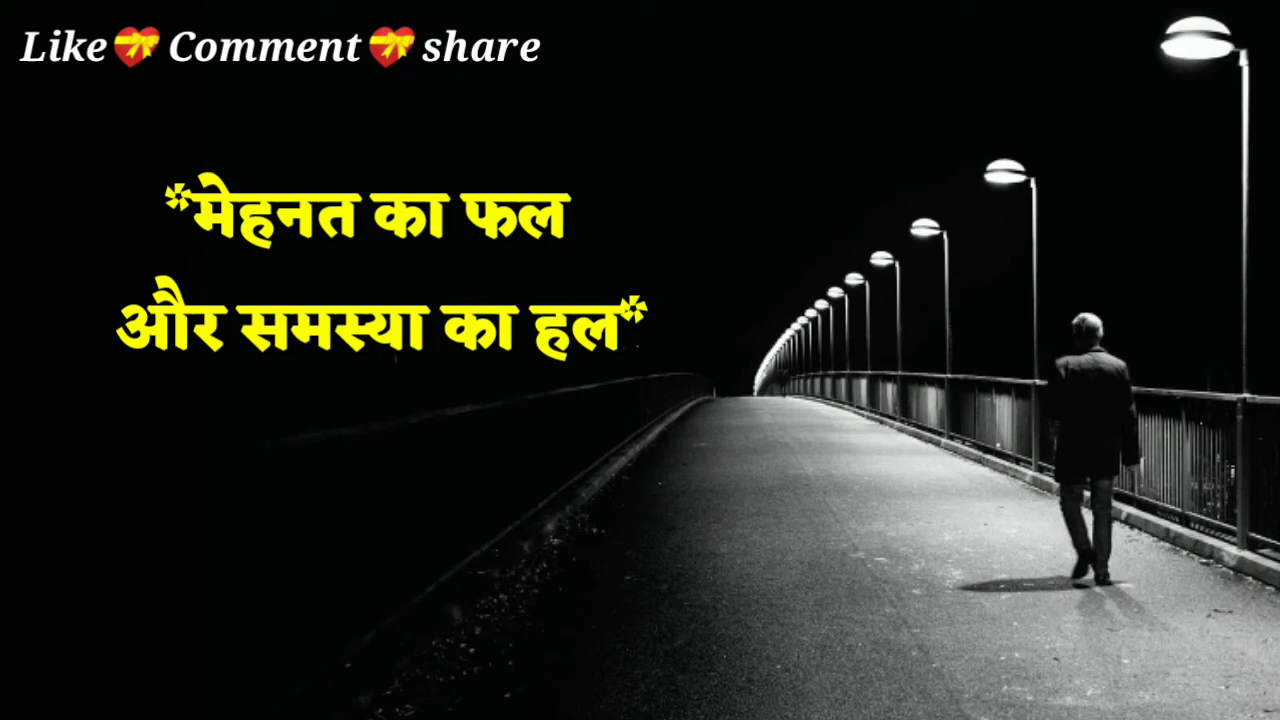 Like💝Comment💝share
*मेहनत का फल
और समस्या का हल*